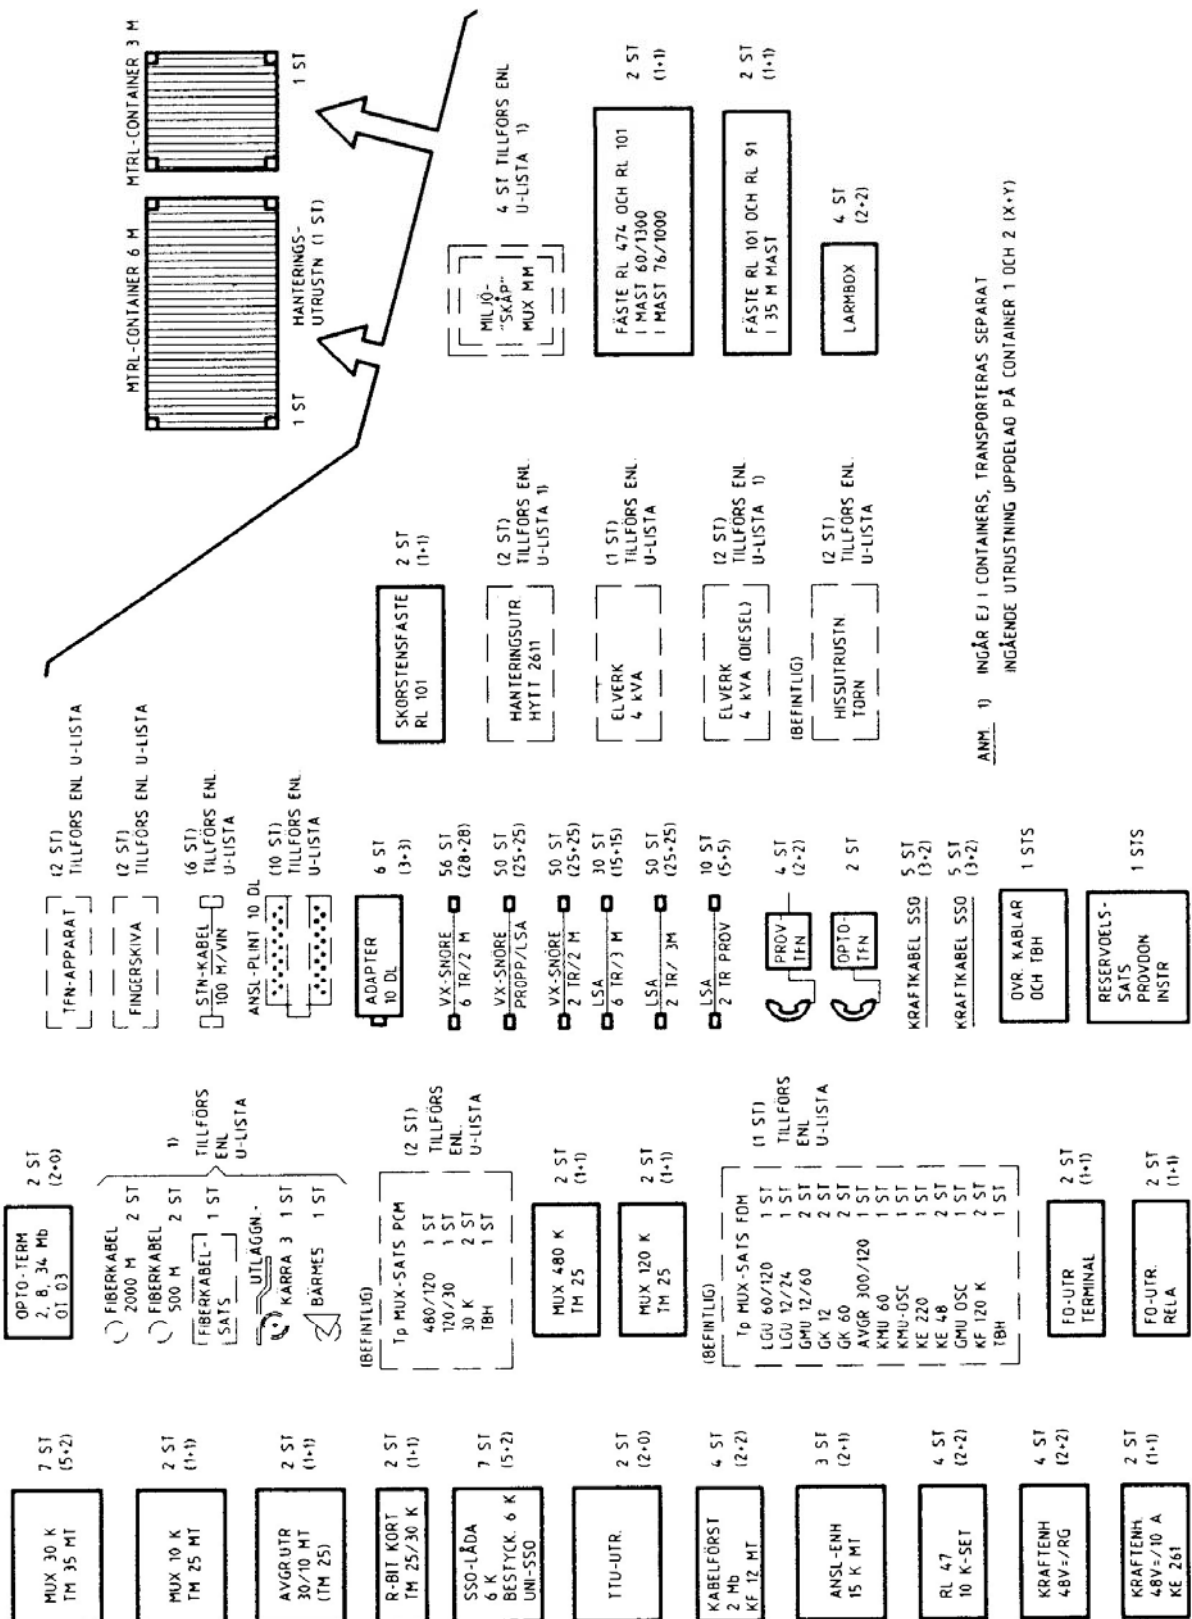 MUX 30 K
TM 35 MT
7 ST
(5+2)
MUX 10 K
TM 25 MT
2 ST
(1+1)
AVGR.UTR
30/10 MT
(TM 25)
2 ST
(1+1)
R-BIT KORT
TM 25/30 K
2 ST
(1+1)
SSO-LÅDA
6 K
BESTYCK. 6 K
UNI-SSO
7 ST
(5+2)
TTU-UTR.
2 ST
(2+0)
KABELFÖRST
2 Mb
KF 12 MT
4 ST
(2+2)
ANSL-ENH
15 K MT
3 ST
(2+1)
RL 47
10 K-SET
4 ST
(2+2)
KRAFTENH
48V=/RG
4 ST
(2+2)
KRAFTENH.
48V=/10 A
KE 261
2 ST
(1+1)
OPTO-TERM
2, 8, 34 Mb
OT 03
2 ST
(2+0)
FIBERKABEL
2000 M 2 ST
FIBERKABEL
500 M 2 ST
FIBERKABEL-
SATS
1 ST
UTLÄGGN.-
KÄRRA 3 1 ST
BÄRMES 1 ST
1)
TILLFÖRS
ENL
U-LISTA
(BEFINTLIG)
Tp MUX-SATS PCM
480/120 1 ST
120/30 1 ST
30 K 2 ST
TBH 1 ST
(2 ST)
TILLFÖRS
ENL.
U-LISTA
MUX 480 K
TM 25
2 ST
(1+1)
MUX 120 K
TM 25
2 ST
(1+1)
(BEFINTLIG)
Tp MUX-SATS FDM
LGU 60/120 1 ST
LGU 12/24 1 ST
GMU 12/60 2 ST
GK 12 2 ST
GK 60 2 ST
AVGR 300/120 1 ST
KMU 60 1 ST
KMU-OSC 1 ST
KE 220 1 ST
KE 48 2 ST
GMU OSC 1 ST
KF 120 K 2 ST
TBH 1 ST
(1 ST)
TILLFÖRS
ENL
U-LISTA
FO-UTR
TERMINAL
2 ST
(1+1)
FO-UTR.
RELA
2 ST
(1+1)
TFN-APPARAT
(2 ST)
TILLFÖRS ENL U-LISTA
FINGERSKIVA
(2 ST)
TILLFÖRS ENL U-LISTA
STN-KABEL
100 M/VIN
(6 ST)
TILLFÖRS ENL.
U-LISTA
ANSL-PLINT 10 DL
(10 ST)
TILLFÖRS ENL.
U-LISTA
ADAPTER
10 DL
6 ST
(3+3)
VX-SNÖRE
6 TR/2 M
56 ST
(28+28)
VX-SNÖRE
PROPP/LSA
50 ST
(25+25)
VX-SNÖRE
2 TR/2 M
50 ST
(25+25)
LSA
6 TR/3 M
30 ST
(15+15)
LSA
2 TR/ 3M
50 ST
(25+25)
LSA
2 TR PROV
10 ST
(5+5)
PROV-
TFN
4 ST
(2+2)
OPTO-
TFN
2 ST
KRAFTKABEL SSO
5 ST
(3+2)
KRAFTKABEL SSO
5 ST
(3+2)
ÖVR. KABLAR
OCH TBH
1 STS
RESERVDELS-
SATS
PROVDON
INSTR
1 STS
SKORSTENSFÄSTE
RL 101
2 ST
(1+1)
HANTERINGSUTR.
HYTT 2611
(2 ST)
TILLFÖRS ENL.
U-LISTA 1)
ELVERK
4 kVA
(1 ST)
TILLFÖRS ENL.
U-LISTA
ELVERK
4 kVA (DIESEL)
(2 ST)
TILLFÖRS ENL.
U-LISTA 1)
(BEFINTLIG)
HISSUTRUSTN.
TORN
(2 ST)
TILLFÖRS ENL.
U-LISTA
MTRL-CONTAINER 6 M
1 ST
HANTERINGS-
UTRUSTN (1 ST)
MTRL-CONTAINER 3 M
1 ST
MILJÖ-
"SKÅP"
MUX MM
4 ST TILLFÖRS ENL
U-LISTA 1)
FÄSTE RL 474 OCH RL 101
I MAST 60/1300
I MAST 76/1000
2 ST
(1+1)
FÄSTE RL 101 OCH RL 91
I 35 M MAST
2 ST
(1+1)
LARMBOX
4 ST
(2+2)
ANM. 1) INGÅR EJ I CONTAINERS, TRANSPORTERAS SEPARAT
INGÅENDE UTRUSTNING UPPDELAD PÅ CONTAINER 1 OCH 2 (X+Y)